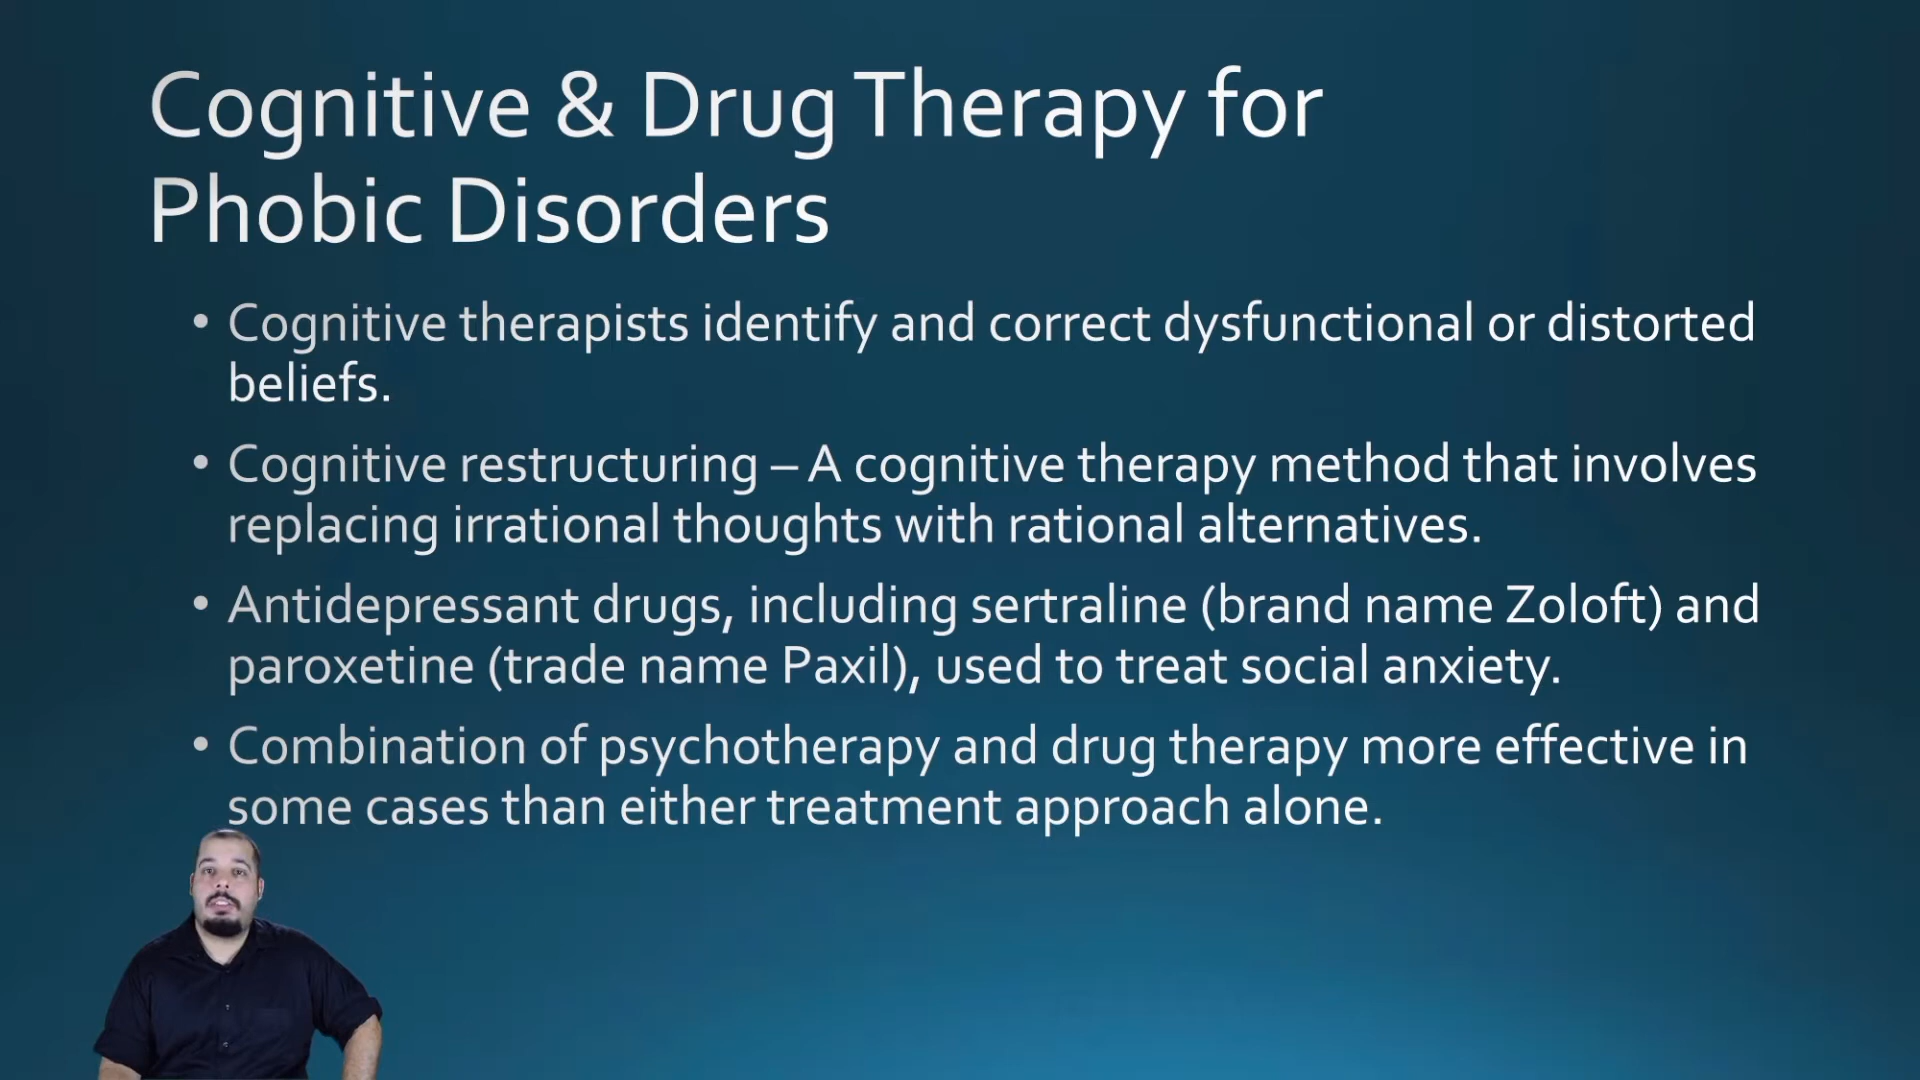 Cognitive & Drug Therapy for
Phobic Disorders
• Cognitive therapists identify and correct dysfunctional or distorted
beliefs.
• Cognitive restructuring – A cognitive therapy method that involves
replacing irrational thoughts with rational alternatives.
• Antidepressant drugs, including sertraline (brand name Zoloft) and
paroxetine (trade name Paxil), used to treat social anxiety.
• Combination of psychotherapy and drug therapy more effective in
some cases than either treatment approach alone.